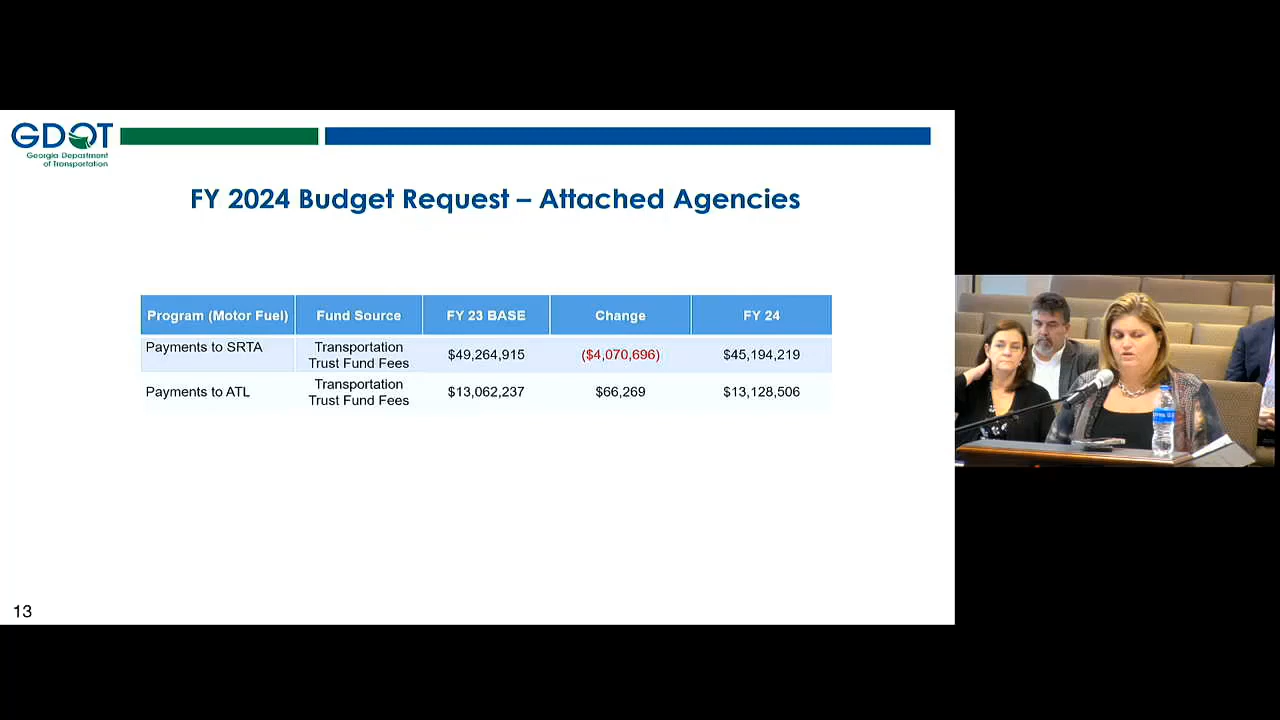 GDOT
Georgia Department
of Transportation
FY 2024 Budget Request – Attached Agencies
Program (Motor Fuel) Fund Source FY 23 BASE Change FY 24
Payments to SRTA Transportation Trust Fund Fees $49,264,915 ($4,070,696) $45,194,219
Payments to ATL Transportation Trust Fund Fees $13,062,237 $66,269 $13,128,506
13